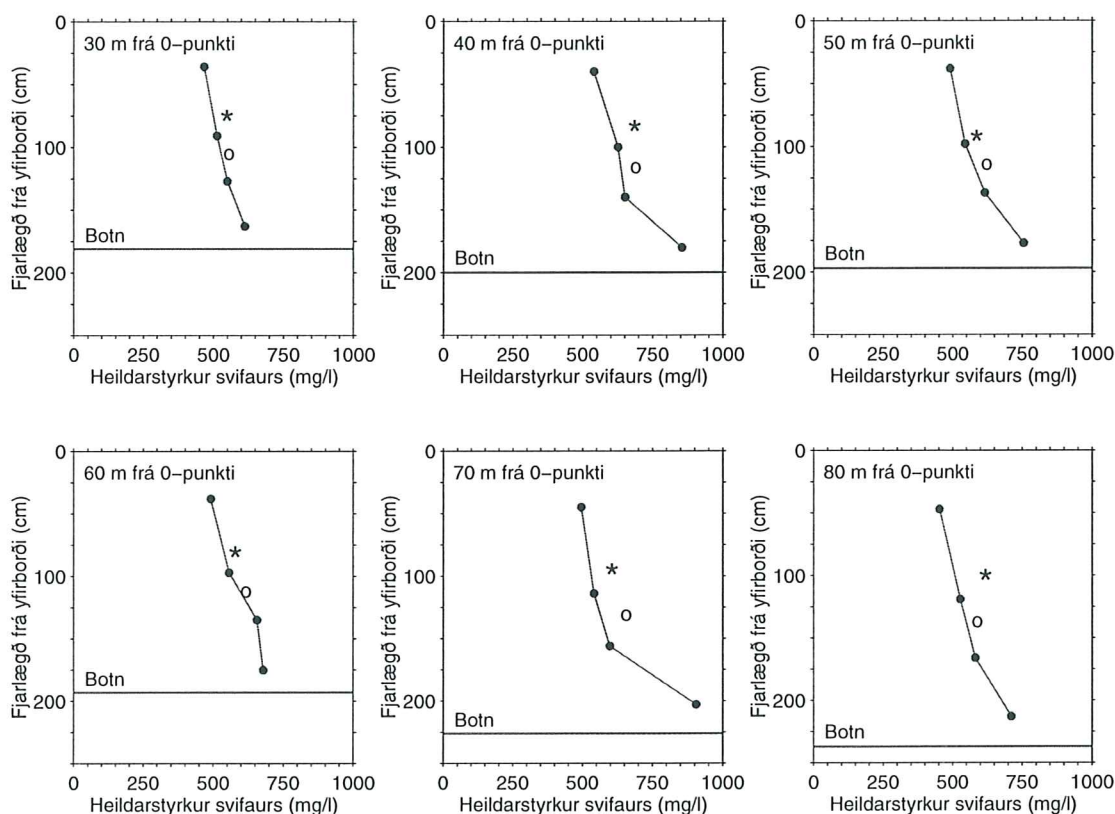 30 m frá 0–punkti
Fjarlægð frá yfirborði (cm)
0
100
200
*
o
Botn
0 250 500 750 1000
Heildarstyrkur svifaurs (mg/l)
40 m frá 0–punkti
Fjarlægð frá yfirborði (cm)
0
100
200
*
o
Botn
0 250 500 750 1000
Heildarstyrkur svifaurs (mg/l)
50 m frá 0–punkti
Fjarlægð frá yfirborði (cm)
0
100
200
*
o
Botn
0 250 500 750 1000
Heildarstyrkur svifaurs (mg/l)
60 m frá 0–punkti
Fjarlægð frá yfirborði (cm)
0
100
200
*
o
Botn
0 250 500 750 1000
Heildarstyrkur svifaurs (mg/l)
70 m frá 0–punkti
Fjarlægð frá yfirborði (cm)
0
100
200
*
o
Botn
0 250 500 750 1000
Heildarstyrkur svifaurs (mg/l)
80 m frá 0–punkti
Fjarlægð frá yfirborði (cm)
0
100
200
*
o
Botn
0 250 500 750 1000
Heildarstyrkur svifaurs (mg/l)